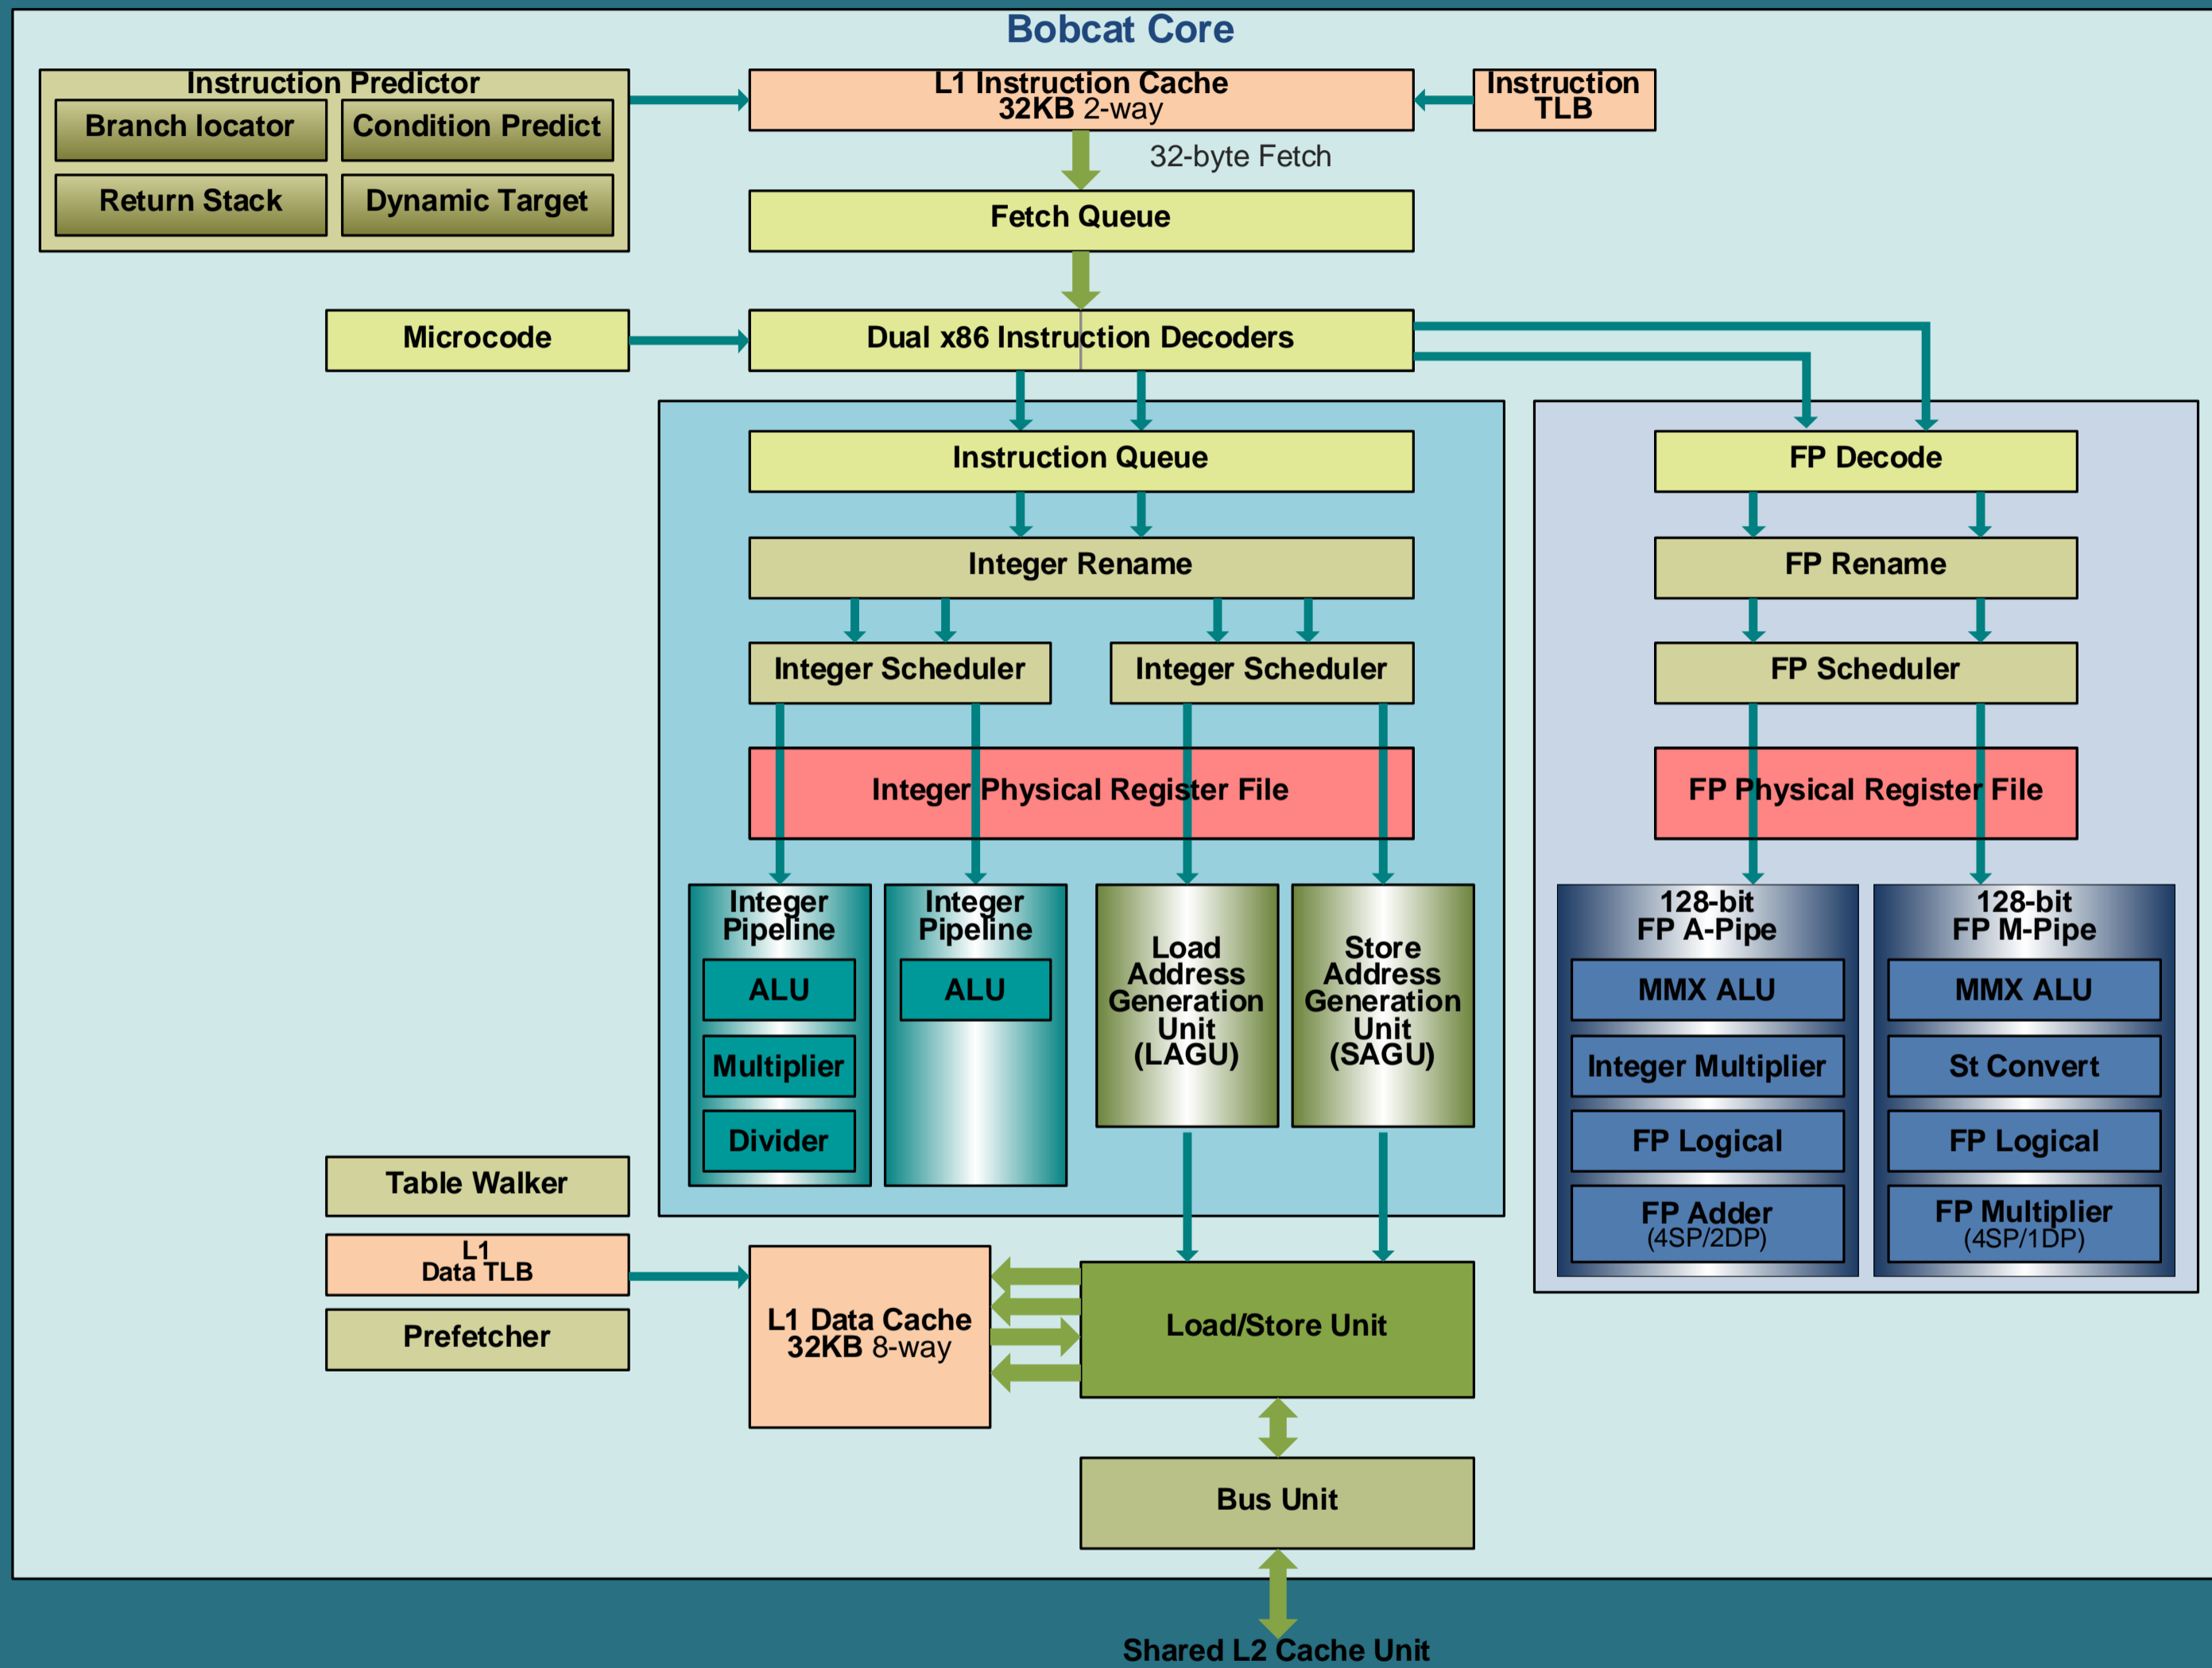 Bobcat Core
Instruction Predictor
Branch locator
Condition Predict
Return Stack
Dynamic Target
L1 Instruction Cache
32KB 2-way
Instruction
TLB
32-byte Fetch
Fetch Queue
Microcode
Dual x86 Instruction Decoders
Instruction Queue
Integer Rename
Integer Scheduler
Integer Scheduler
Integer Physical Register File
Integer
Pipeline
ALU
Multiplier
Divider
Integer
Pipeline
ALU
Load
Address
Generation
Unit
(LAGU)
Store
Address
Generation
Unit
(SAGU)
FP Decode
FP Rename
FP Scheduler
FP Physical Register File
128-bit
FP A-Pipe
MMX ALU
Integer Multiplier
FP Logical
FP Adder
(4SP/2DP)
128-bit
FP M-Pipe
MMX ALU
St Convert
FP Logical
FP Multiplier
(4SP/1DP)
Table Walker
L1
Data TLB
Prefetcher
L1 Data Cache
32KB 8-way
Load/Store Unit
Bus Unit
Shared L2 Cache Unit